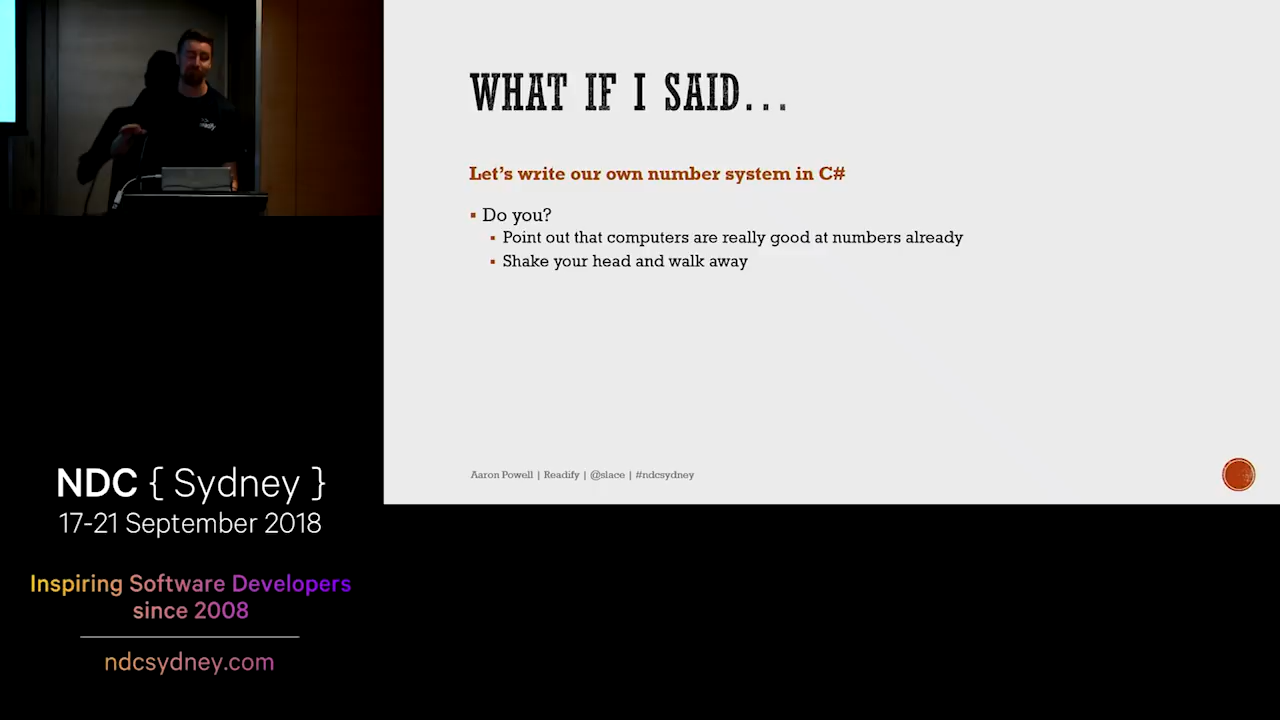 WHAT IF I SAID...
Let's write our own number system in C#
▪ Do you?
▪ Point out that computers are really good at numbers already
▪ Shake your head and walk away
Aaron Powell | Readify | @slace | #ndcsydney
NDC { Sydney }
17-21 September 2018
Inspiring Software Developers
since 2008
ndcsydney.com